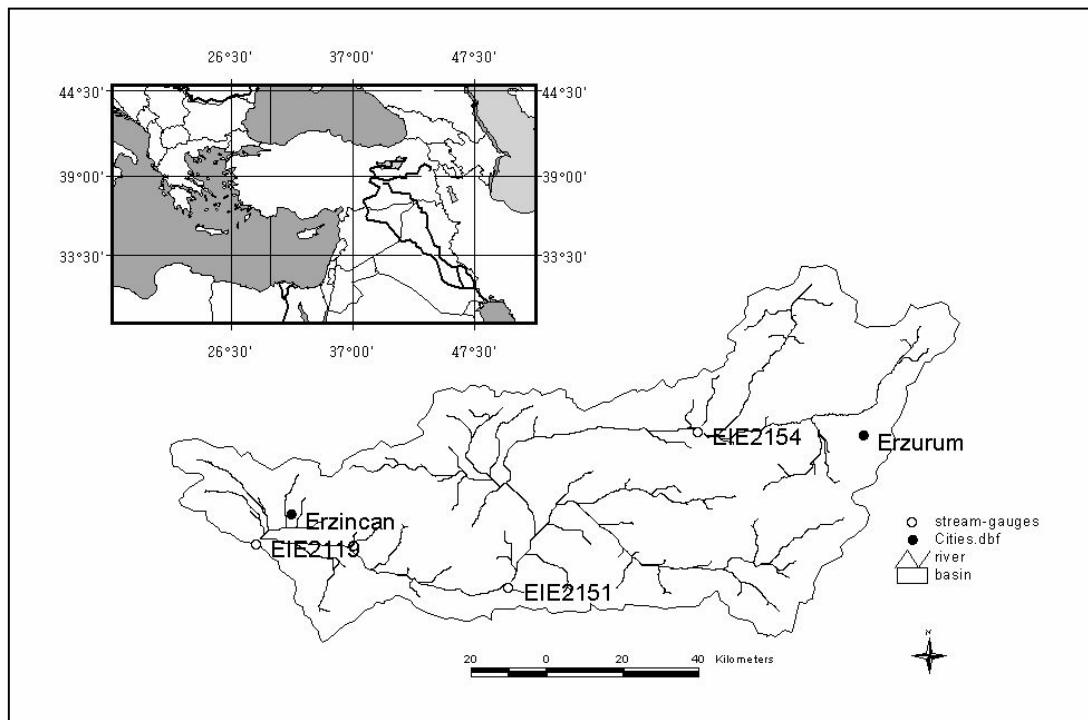 26°30' 37°00' 47°30'
44°30' 44°30'
39°00' 39°00'
33°30' 33°30'
26°30' 37°00' 47°30'
EIE2154
Erzurum
Erzincan
EIE2119
EIE2151
stream-gauges
Cities.dbf
river
basin
N
20 0 20 40 Kilometers